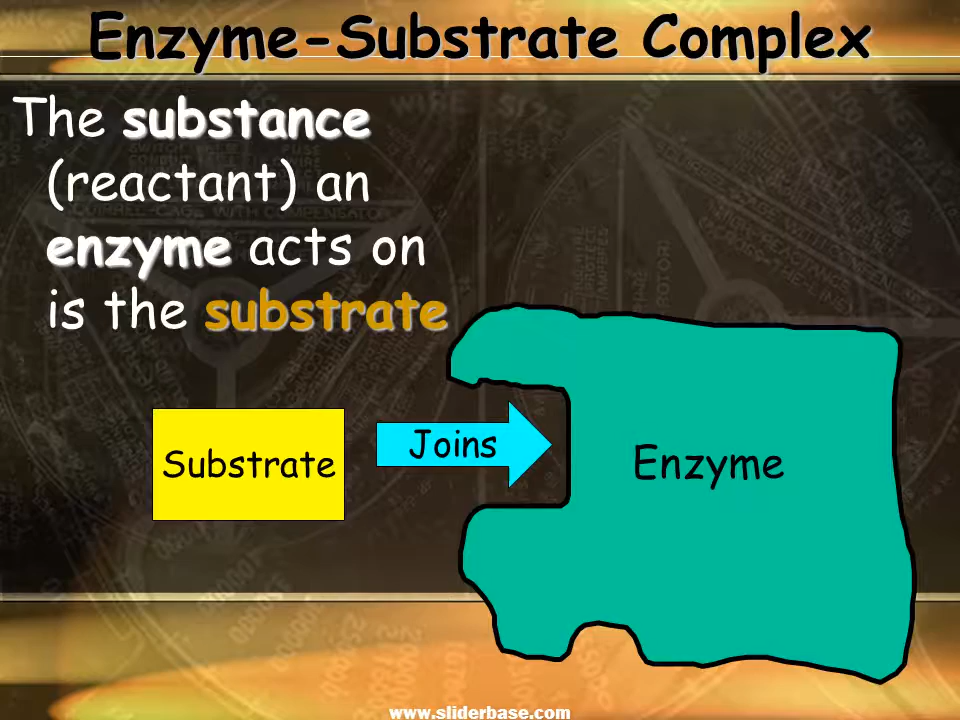 Enzyme-Substrate Complex
The substance
(reactant) an
enzyme acts on
is the substrate
Substrate
Joins
Enzyme
www.sliderbase.com